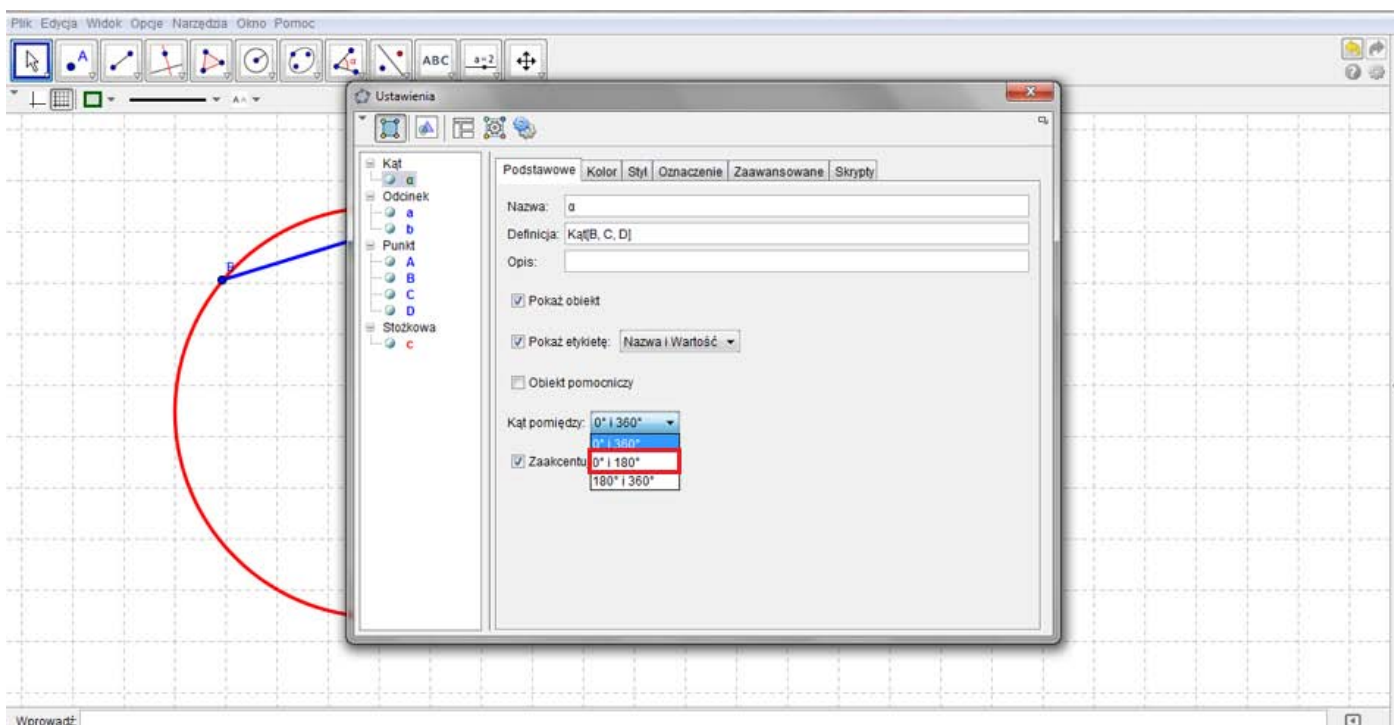 Plik Edycja Widok Opcje Narzędzia Okno Pomoc
A
α
ABC
a=2
Ustawienia
Kąt
α
Odcinek
a
b
Punkt
A
B
C
D
Stożkowa
c
Podstawowe Kolor Styl Oznaczenie Zaawansowane Skrypty
Nazwa: α
Definicja: Kąt[B, C, D]
Opis:
Pokaż obiekt
Pokaż etykietę: Nazwa i Wartość
Obiekt pomocniczy
Kąt pomiędzy: 0° i 360°
0° i 360°
Zaakcentu 0° i 180°
180° i 360°
B
Wprowadź: